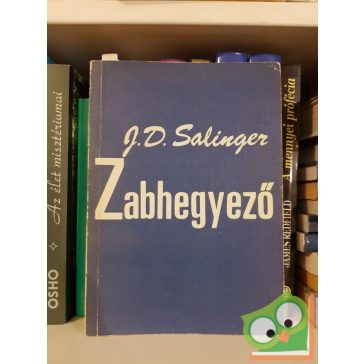 J.D. Salinger
Zabhegyező
OSHO
Az élet misztériumai
JAMES REDFIELD
A mennyei prófécia